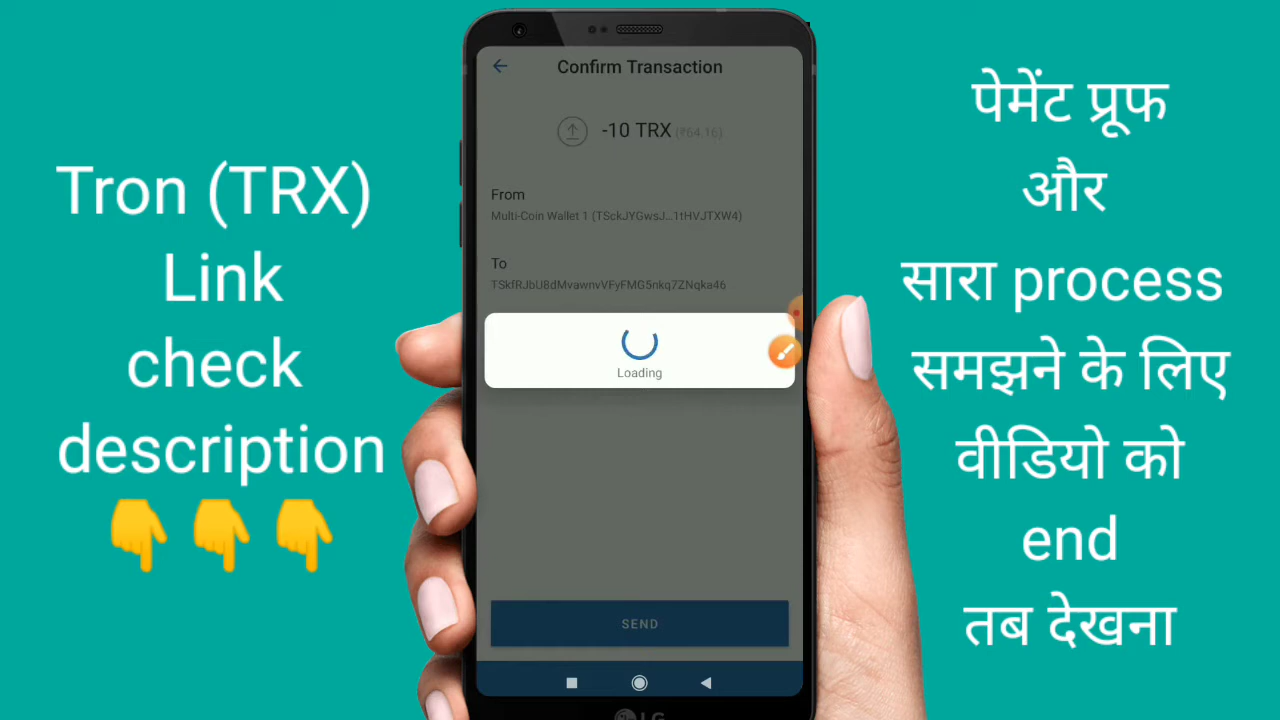 Tron (TRX)
Link
check
description
👇👇👇
Confirm Transaction
-10 TRX (₹64.16)
From
Multi-Coin Wallet 1 (TSckJYGwsJ...1tHVJTXW4)
To
TSkfRJbU8dMvawnvVFyFMG5nkq7ZNqka46
Loading
SEND
LG
पेमेंट प्रूफ
और
सारा process
समझने के लिए
वीडियो को
end
तब देखना